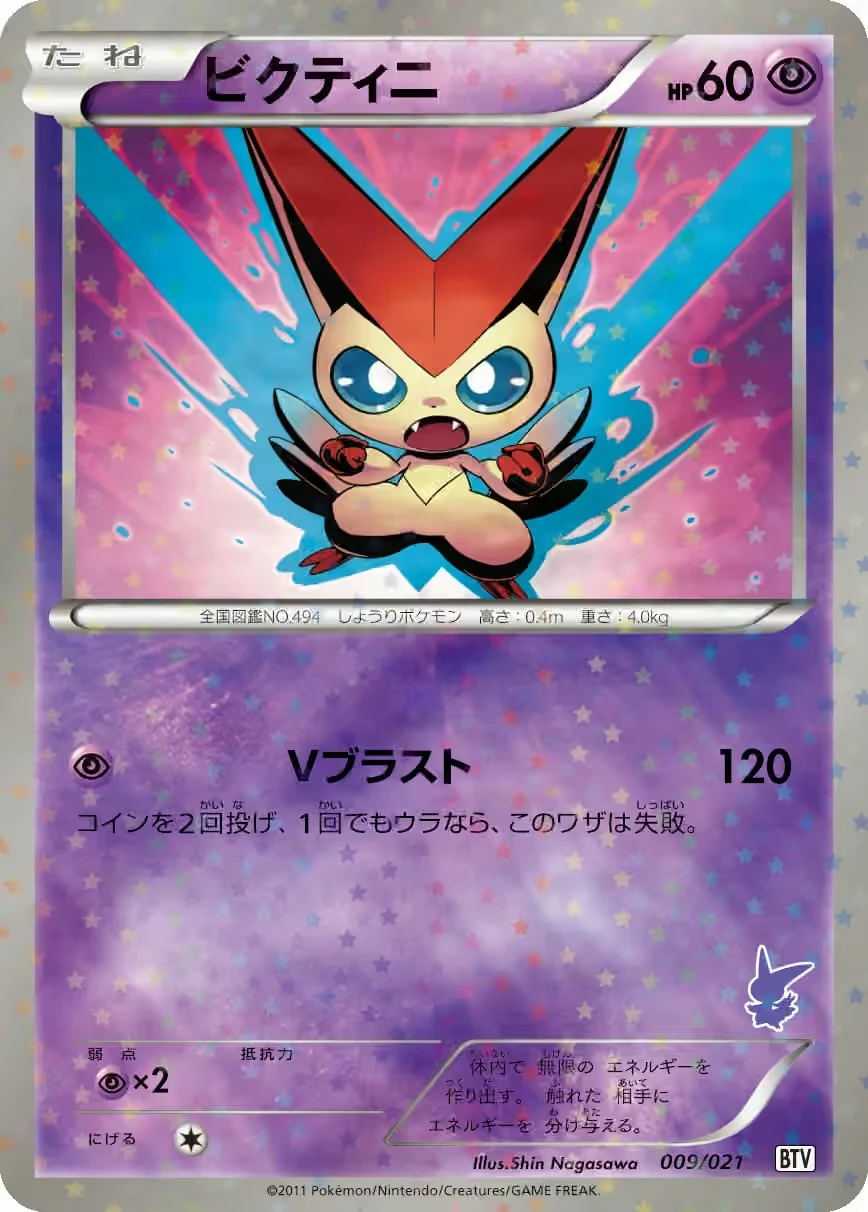 たね
ビクティニ
HP60
全国図鑑NO.494 しょうりポケモン 高さ：0.4m 重さ：4.0kg
Vブラスト 120
コインを2回投げ、1回でもウラなら、このワザは失敗。
弱点 抵抗力
×2
にげる
体内で 無限の エネルギーを
作り出す。 触れた 相手に
エネルギーを 分け与える。
Illus.Shin Nagasawa 009/021 BTV
©2011 Pokémon/Nintendo/Creatures/GAME FREAK.